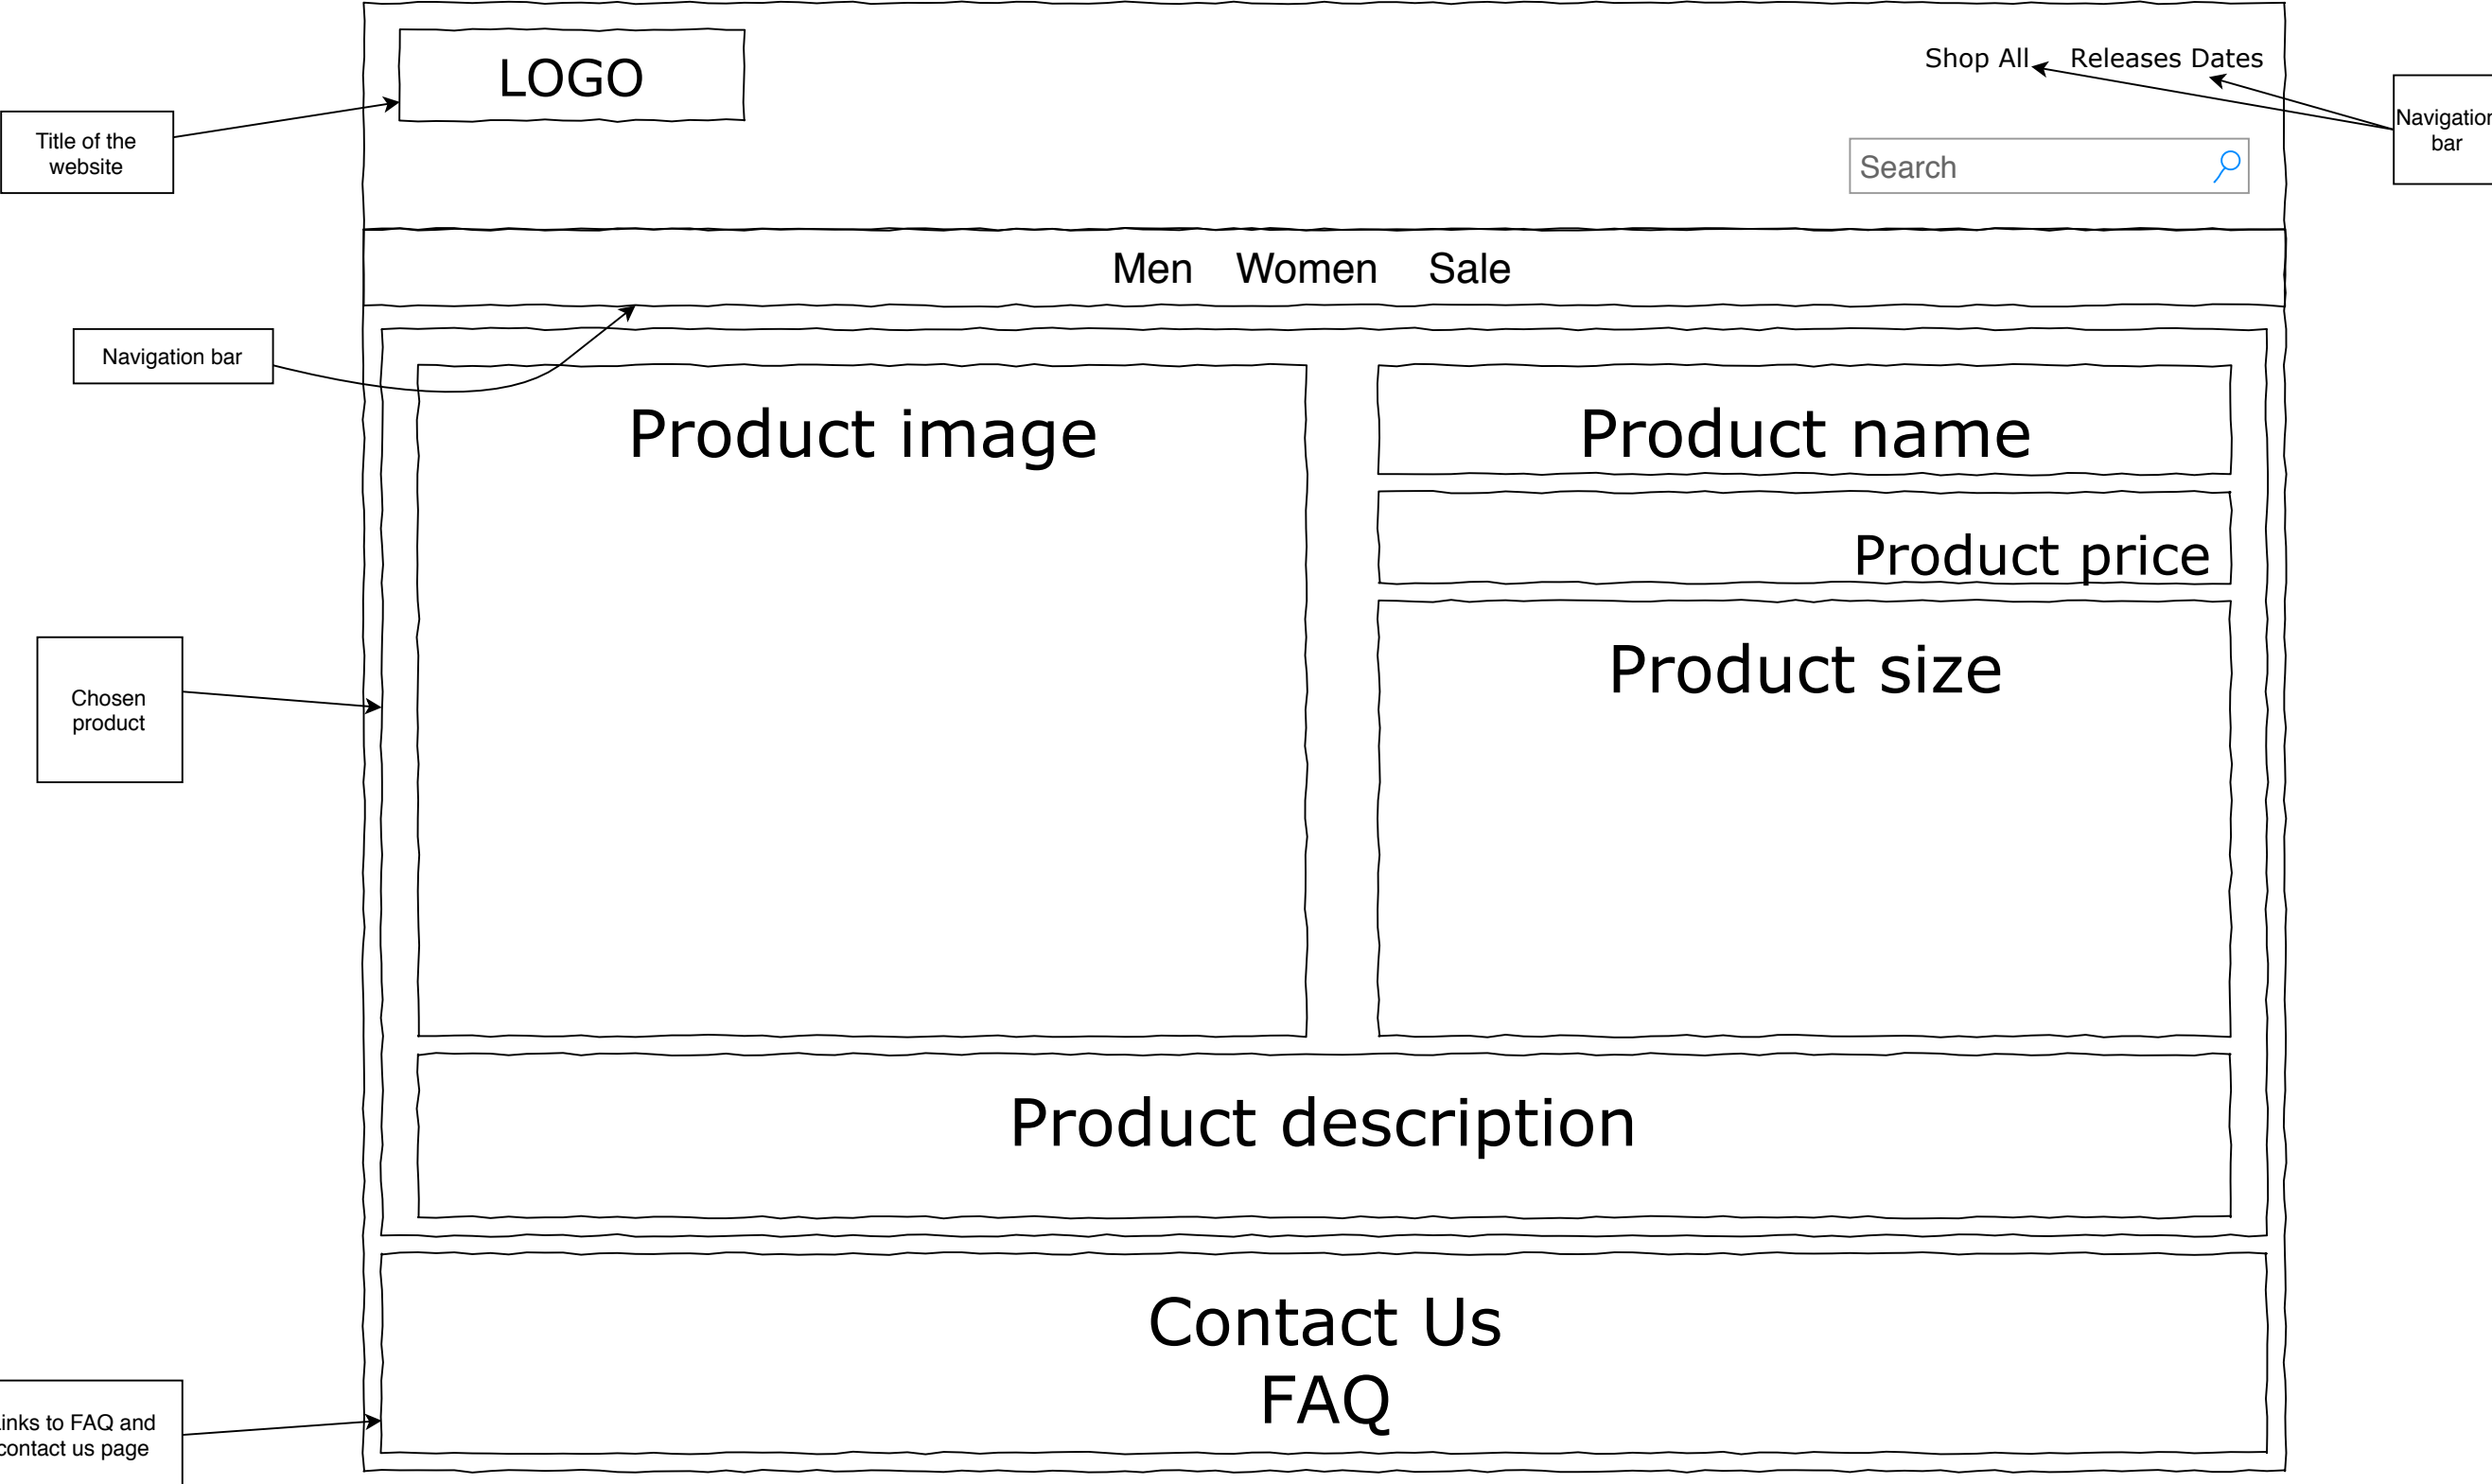 LOGO
Shop All Releases Dates
Title of the
website
Navigation
bar
Search
Men Women Sale
Navigation bar
Product image
Product name
Product price
Product size
Chosen
product
Product description
Contact Us
FAQ
inks to FAQ and
contact us page